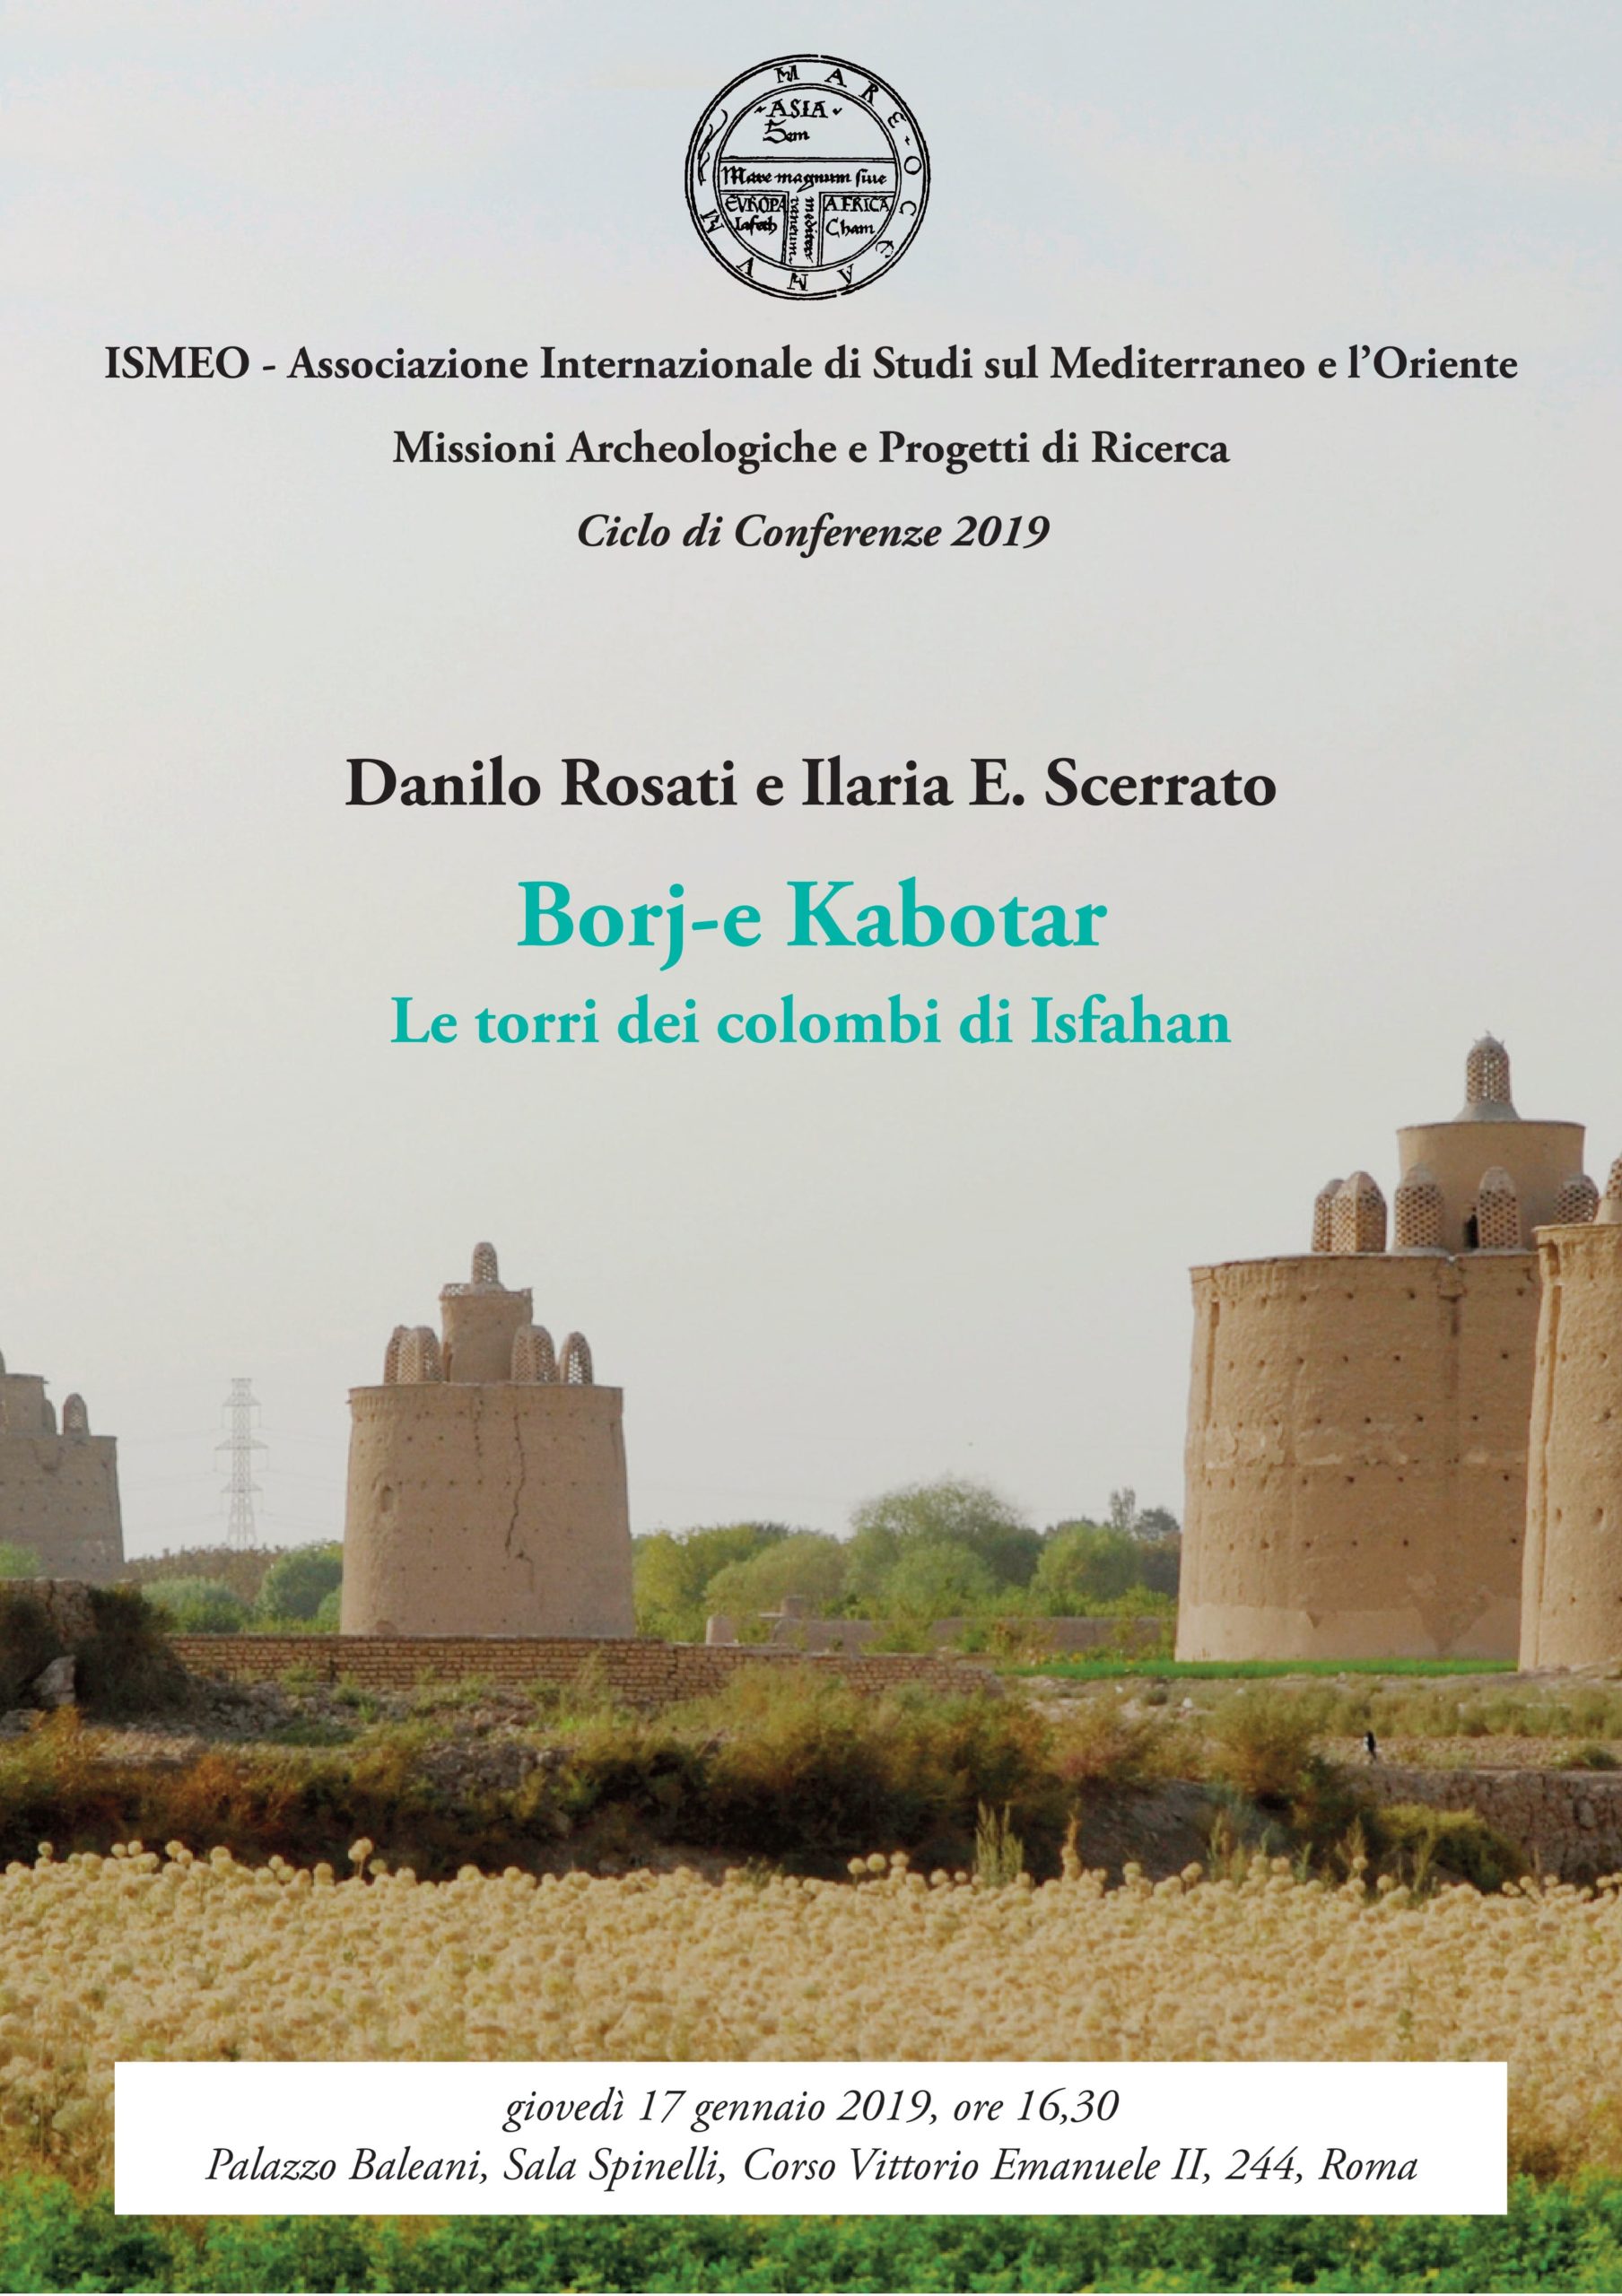 MARE OCEANVM
ASIA
Sem
Mare magnum siue
mediterraneum
EVROPA
Iafeth
AFRICA
Cham
ISMEO - Associazione Internazionale di Studi sul Mediterraneo e l’Oriente
Missioni Archeologiche e Progetti di Ricerca
Ciclo di Conferenze 2019
Danilo Rosati e Ilaria E. Scerrato
Borj-e Kabotar
Le torri dei colombi di Isfahan
giovedì 17 gennaio 2019, ore 16,30
Palazzo Baleani, Sala Spinelli, Corso Vittorio Emanuele II, 244, Roma